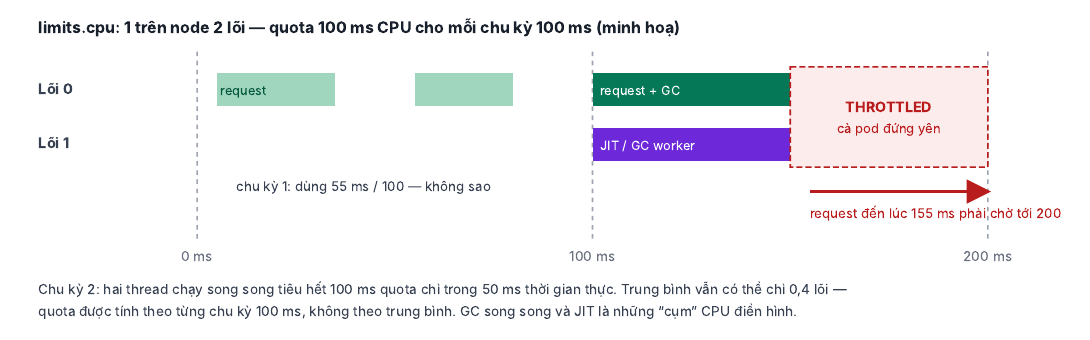 limits.cpu: 1 trên node 2 lõi — quota 100 ms CPU cho mỗi chu kỳ 100 ms (minh hoạ)
Lõi 0
request
request + GC
THROTTLED
cả pod đứng yên
Lõi 1
JIT / GC worker
chu kỳ 1: dùng 55 ms / 100 — không sao
request đến lúc 155 ms phải chờ tới 200
0 ms
100 ms
200 ms
Chu kỳ 2: hai thread chạy song song tiêu hết 100 ms quota chỉ trong 50 ms thời gian thực. Trung bình vẫn có thể chỉ 0,4 lõi —
quota được tính theo từng chu kỳ 100 ms, không theo trung bình. GC song song và JIT là những “cụm” CPU điển hình.